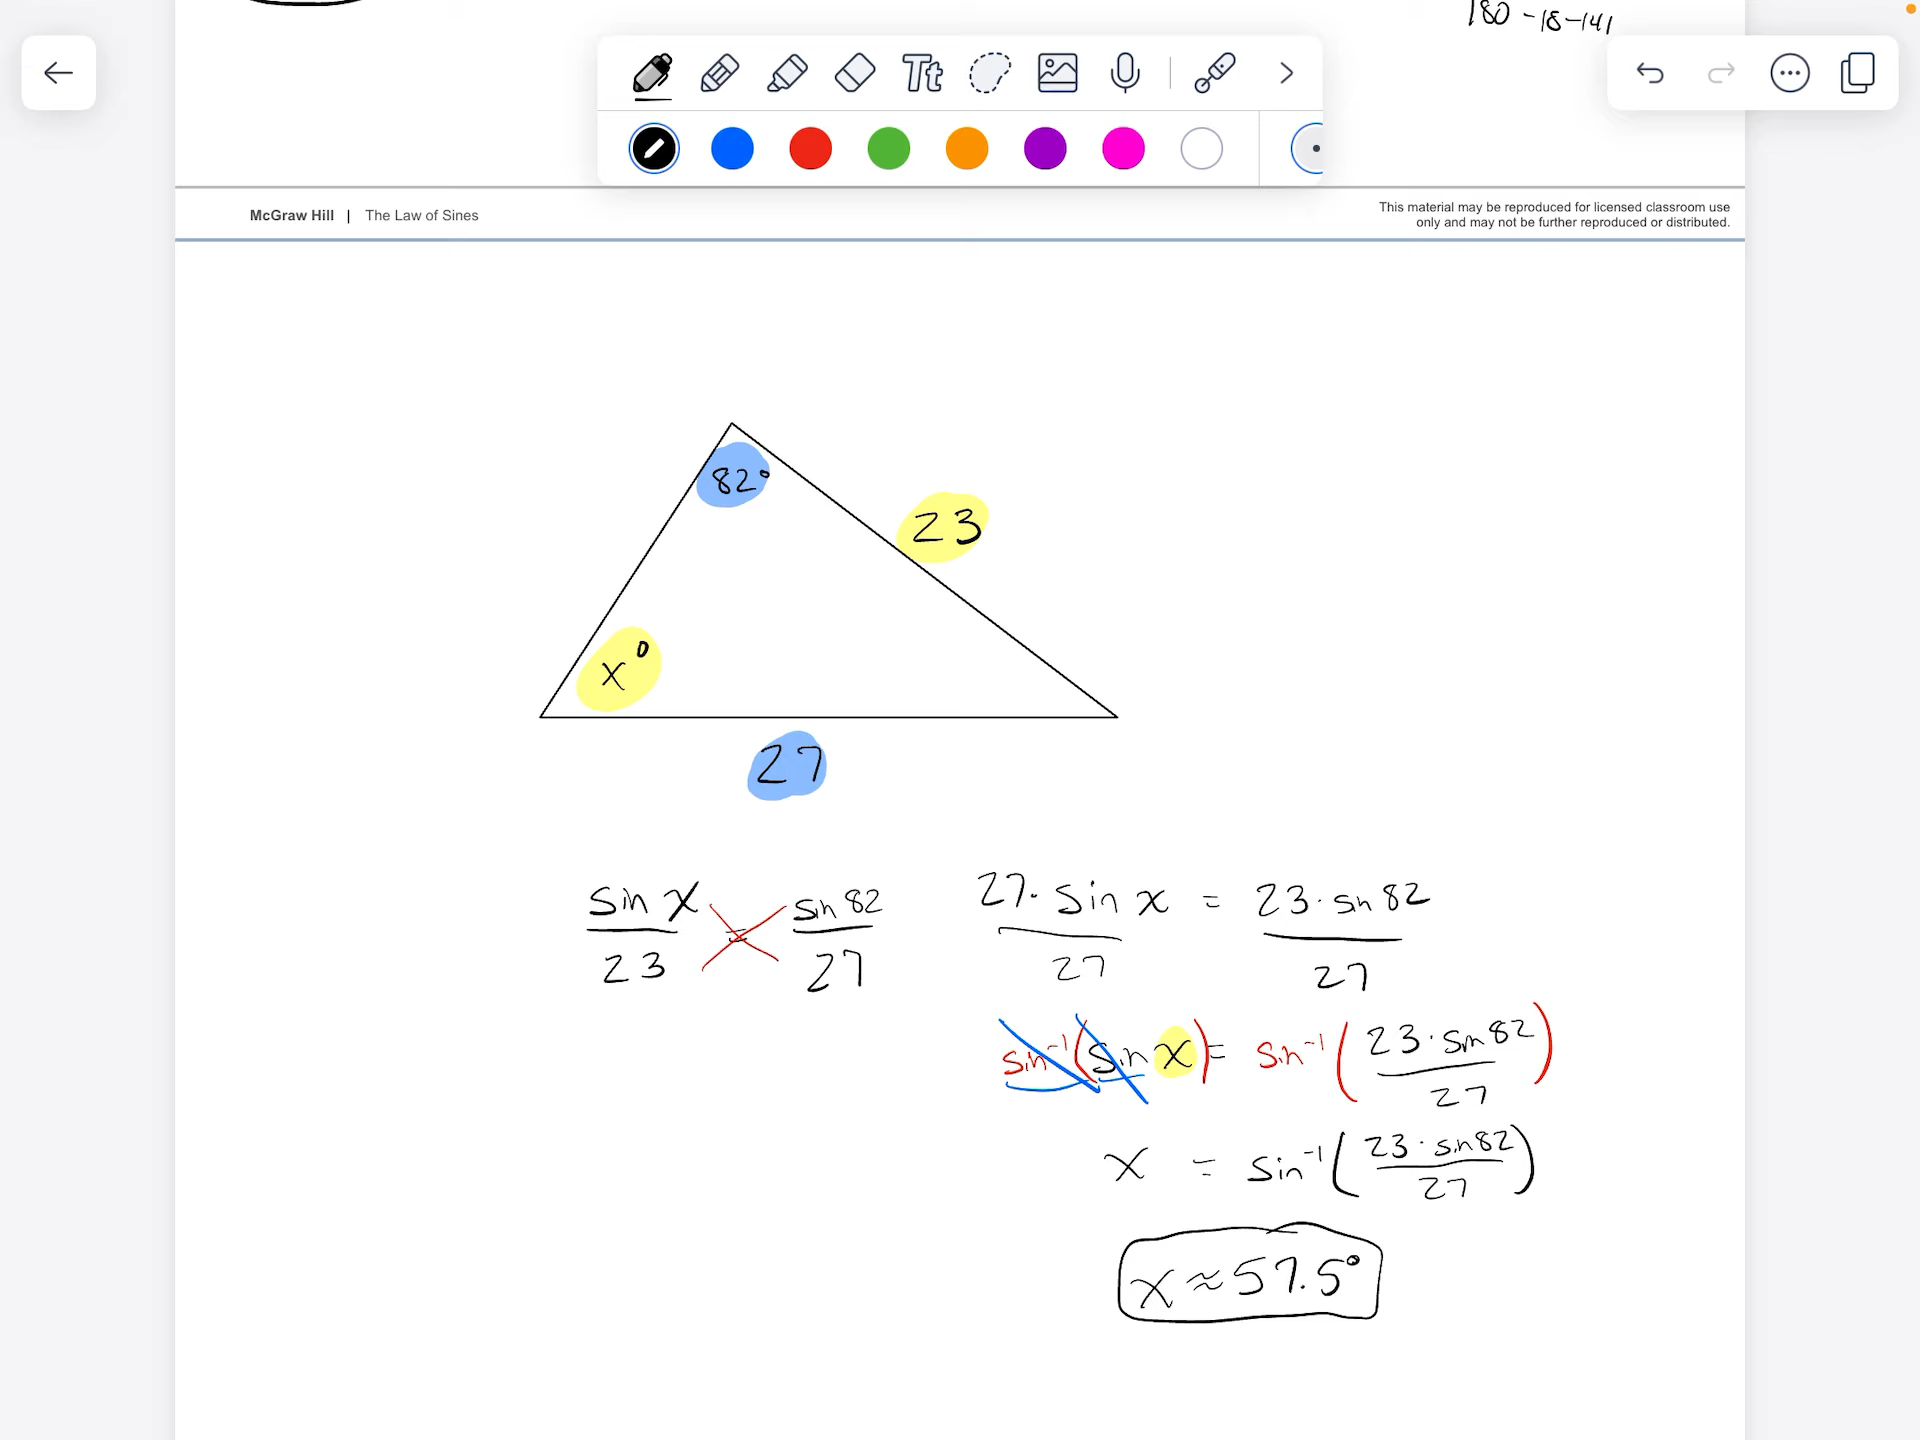 180 - 18 - 141
Tt
McGraw Hill | The Law of Sines
This material may be reproduced for licensed classroom use
only and may not be further reproduced or distributed.
82°
23
x°
27
sin x / 23 = sin 82 / 27
27 · sin x / 27 = 23 · sin 82 / 27
sin⁻¹(sin x) = sin⁻¹(23 · sin 82 / 27)
x = sin⁻¹(23 · sin 82 / 27)
x ≈ 57.5°